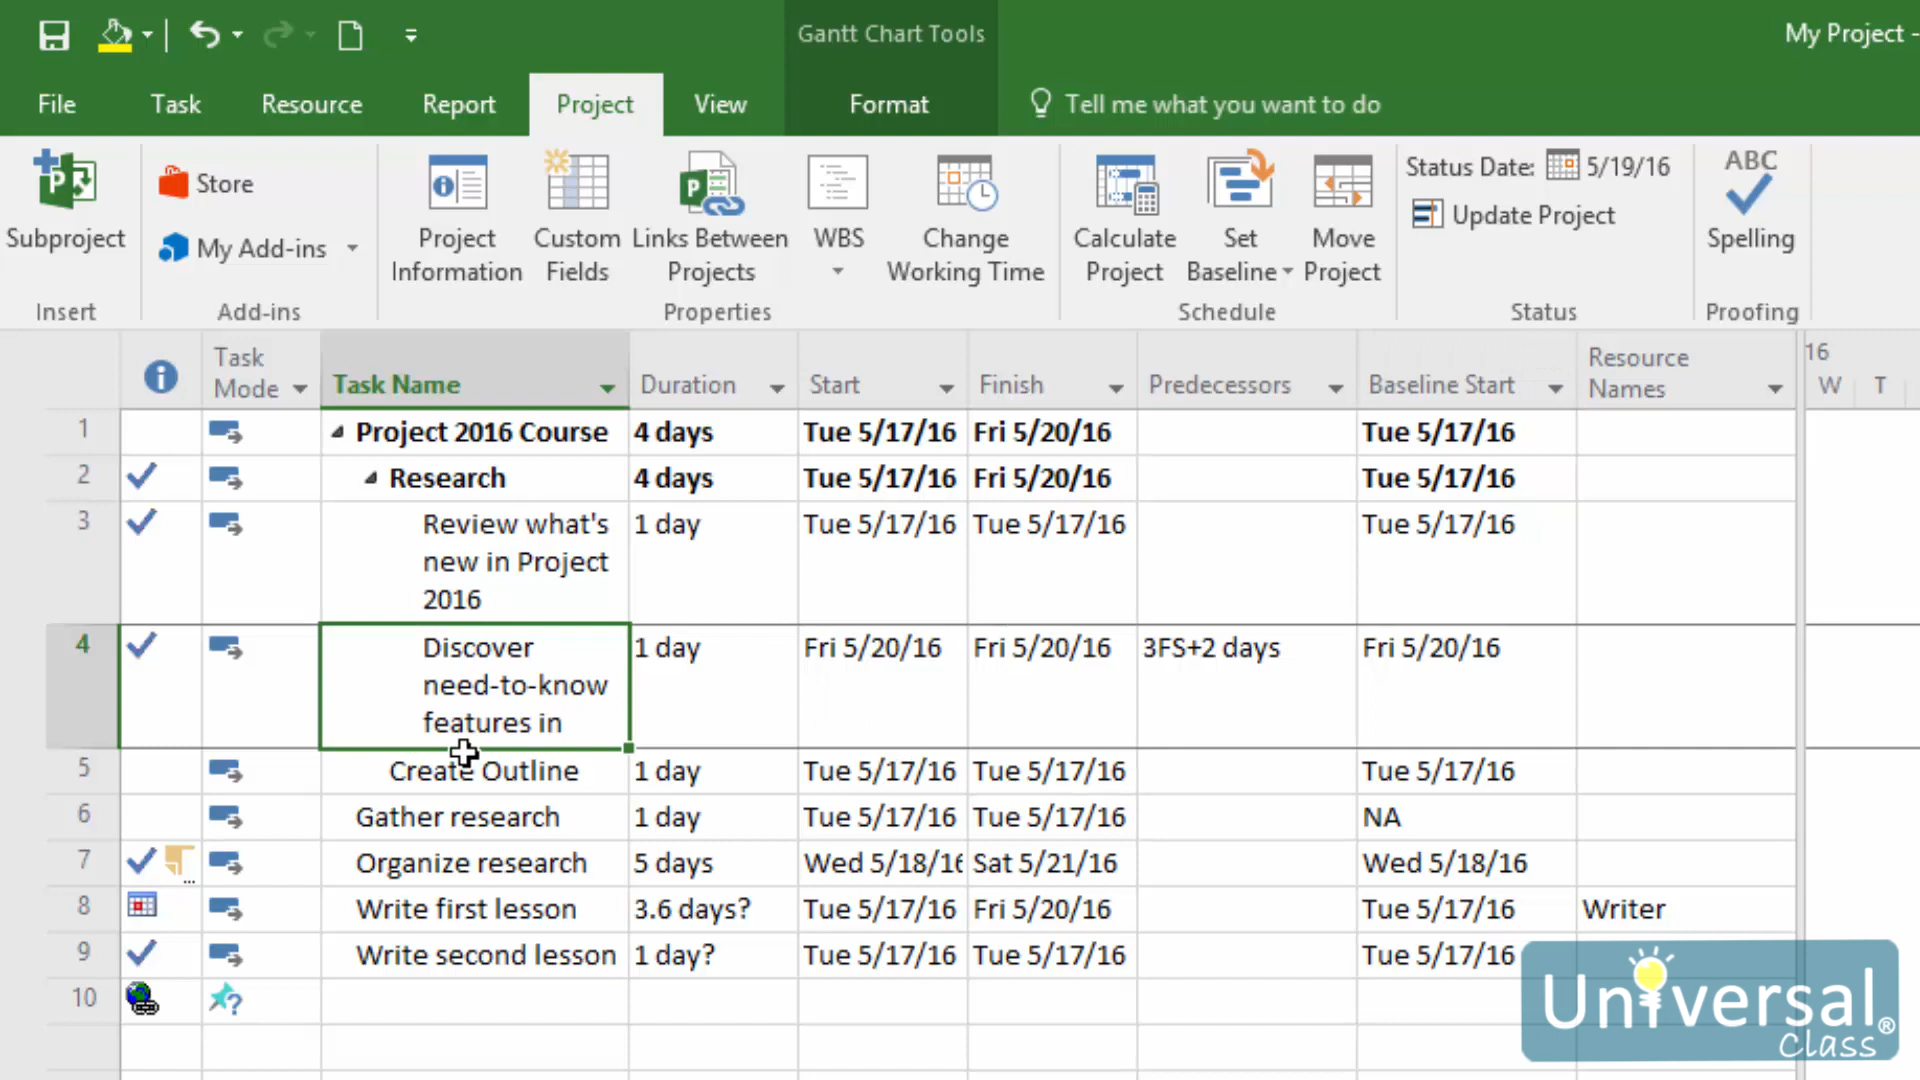 Gantt Chart Tools
My Project -
File Task Resource Report Project View Format Tell me what you want to do
Subproject
Insert
Store
My Add-ins
Add-ins
Project
Information
Custom
Fields
Links Between
Projects
WBS
Change
Working Time
Properties
Calculate
Project
Set
Baseline
Move
Project
Schedule
Status Date: 5/19/16
Update Project
Status
ABC
Spelling
Proofing
Task
Mode
Task Name
Duration
Start
Finish
Predecessors
Baseline Start
Resource
Names
16
W T
1 Project 2016 Course 4 days Tue 5/17/16 Fri 5/20/16 Tue 5/17/16
2 Research 4 days Tue 5/17/16 Fri 5/20/16 Tue 5/17/16
3 Review what's 1 day Tue 5/17/16 Tue 5/17/16 Tue 5/17/16
new in Project
2016
4 Discover 1 day Fri 5/20/16 Fri 5/20/16 3FS+2 days Fri 5/20/16
need-to-know
features in
5 Create Outline 1 day Tue 5/17/16 Tue 5/17/16 Tue 5/17/16
6 Gather research 1 day Tue 5/17/16 Tue 5/17/16 NA
7 Organize research 5 days Wed 5/18/16 Sat 5/21/16 Wed 5/18/16
8 Write first lesson 3.6 days? Tue 5/17/16 Fri 5/20/16 Tue 5/17/16 Writer
9 Write second lesson 1 day? Tue 5/17/16 Tue 5/17/16 Tue 5/17/16
10
Universal®
Class